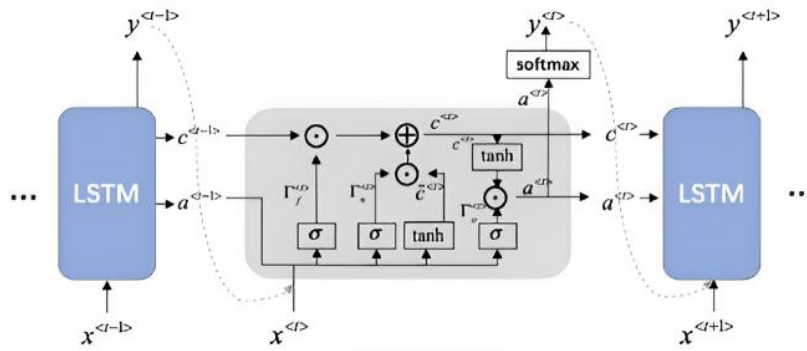 y<t-1> y<t> y<t+1>
softmax
a<t>
c<t>
c<t-1> c<t> c<t>
tanh
... LSTM Γf<t> Γu<t> c̃<t> Γo<t> a<t> LSTM ..
a<t-1> a<t>
σ σ tanh σ
x<t-1> x<t> x<t+1>